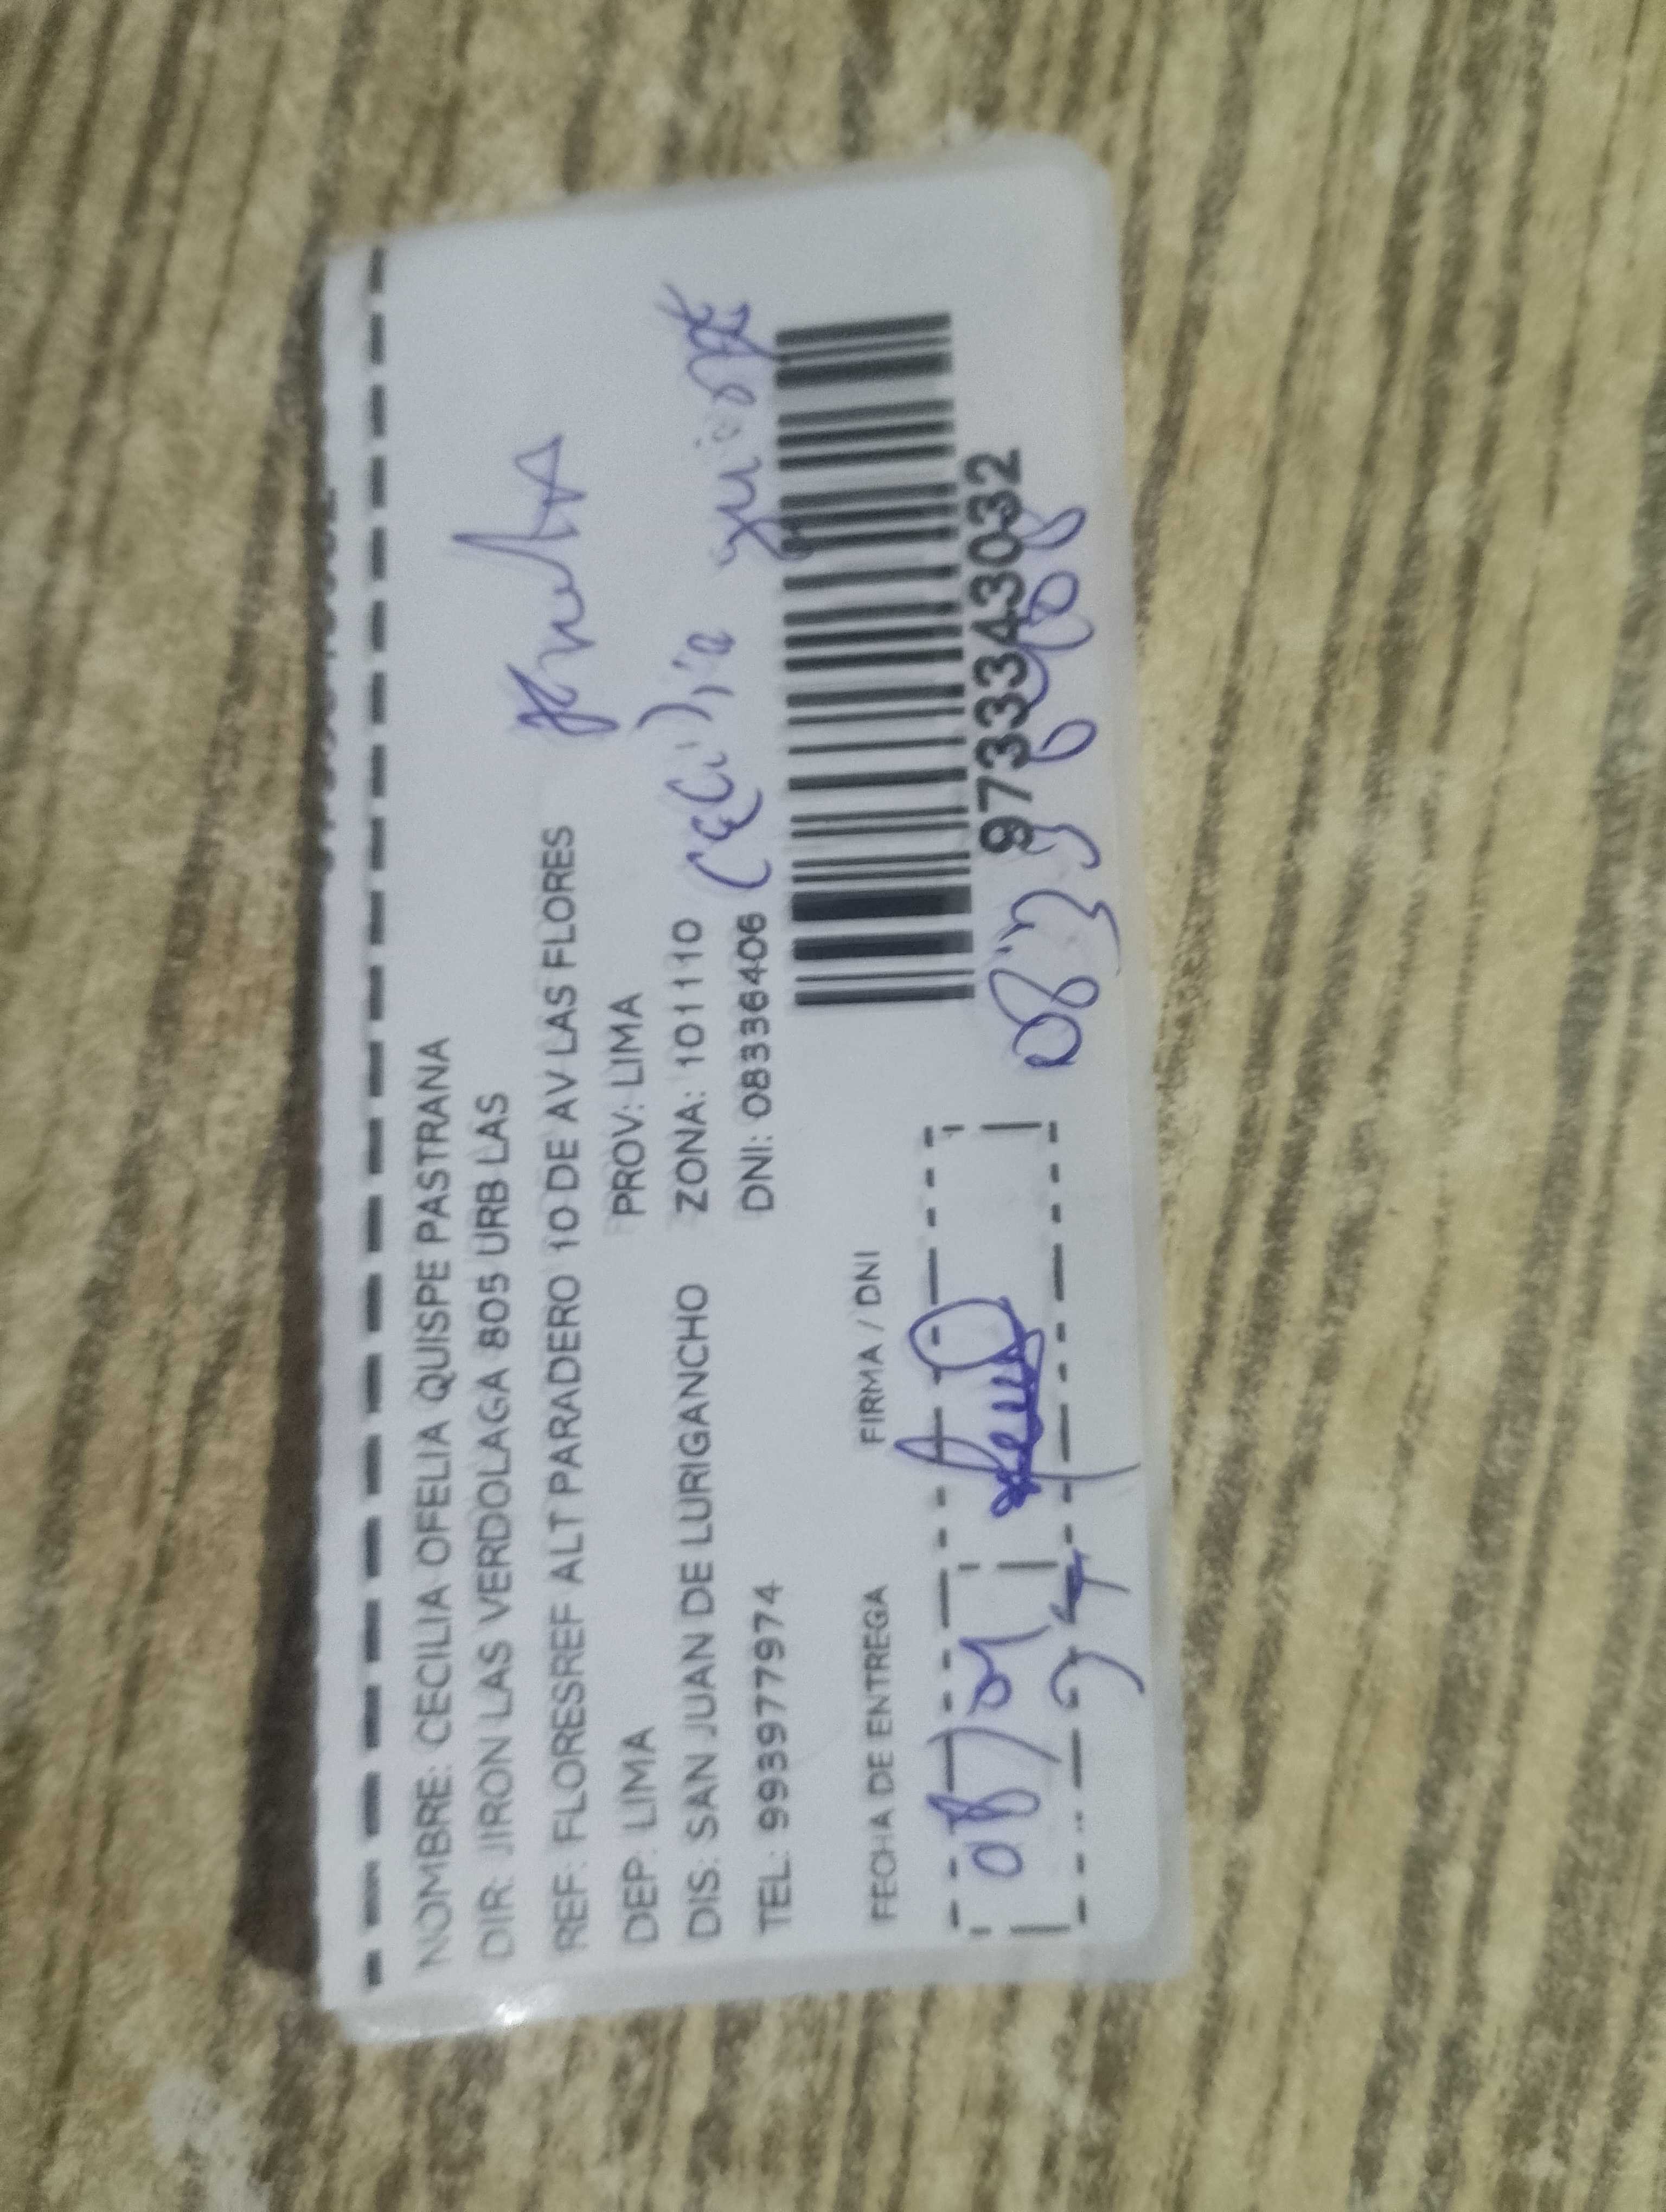 NOMBRE: CECILIA OFELIA QUISPE PASTRANA
DIR: JIRON LAS VERDOLAGA 805 URB LAS
REF: FLORESREF ALT PARADERO 10 DE AV LAS FLORES
DEP: LIMA PROV: LIMA
DIS: SAN JUAN DE LURIGANCHO ZONA: 101110
TEL: 993977974 DNI: 08336406
Cecilia
FECHA DE ENTREGA FIRMA / DNI
9733343032